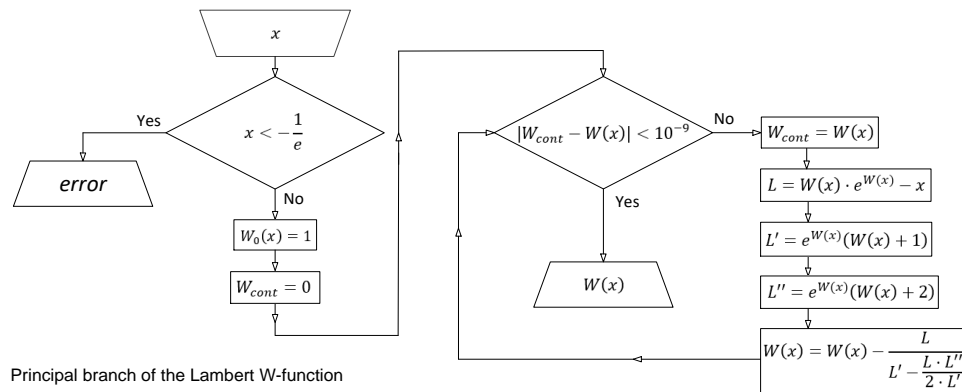 x
x < -1/e
Yes
error
No
W₀(x) = 1
W_cont = 0
|W_cont − W(x)| < 10⁻⁹
Yes
W(x)
No
W_cont = W(x)
L = W(x) · e^W(x) − x
L′ = e^W(x)(W(x) + 1)
L″ = e^W(x)(W(x) + 2)
W(x) = W(x) − L/(L′ − (L · L″)/(2 · L′))
Principal branch of the Lambert W-function